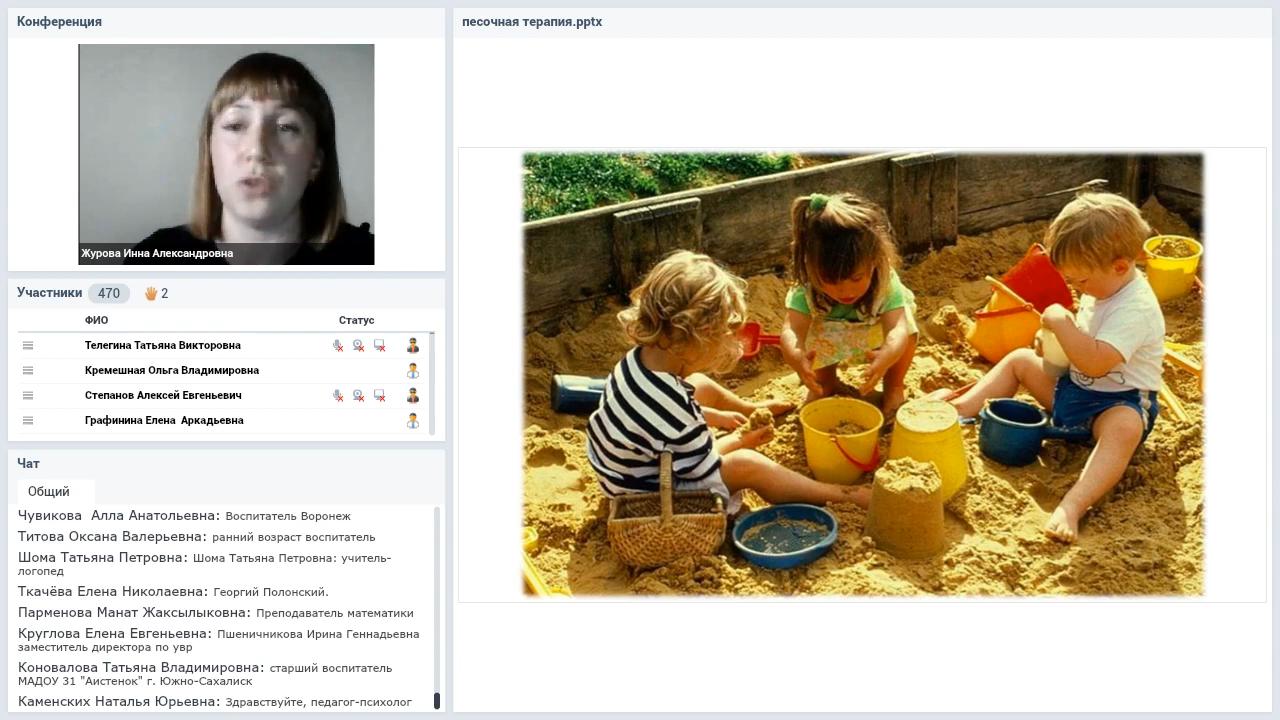 Конференция
Журова Инна Александровна
Участники 470 2
ФИО Статус
Телегина Татьяна Викторовна
Кремешная Ольга Владимировна
Степанов Алексей Евгеньевич
Графинина Елена Аркадьевна
Чат
Общий
Чувикова Алла Анатольевна: Воспитатель Воронеж
Титова Оксана Валерьевна: ранний возраст воспитатель
Шома Татьяна Петровна: Шома Татьяна Петровна: учитель-
логопед
Ткачёва Елена Николаевна: Георгий Полонский.
Парменова Манат Жаксылыковна: Преподаватель математики
Круглова Елена Евгеньевна: Пшеничникова Ирина Геннадьевна
заместитель директора по увр
Коновалова Татьяна Владимировна: старший воспитатель
МАДОУ 31 "Аистенок" г. Южно-Сахалиск
Каменских Наталья Юрьевна: Здравствуйте, педагог-психолог
песочная терапия.pptx